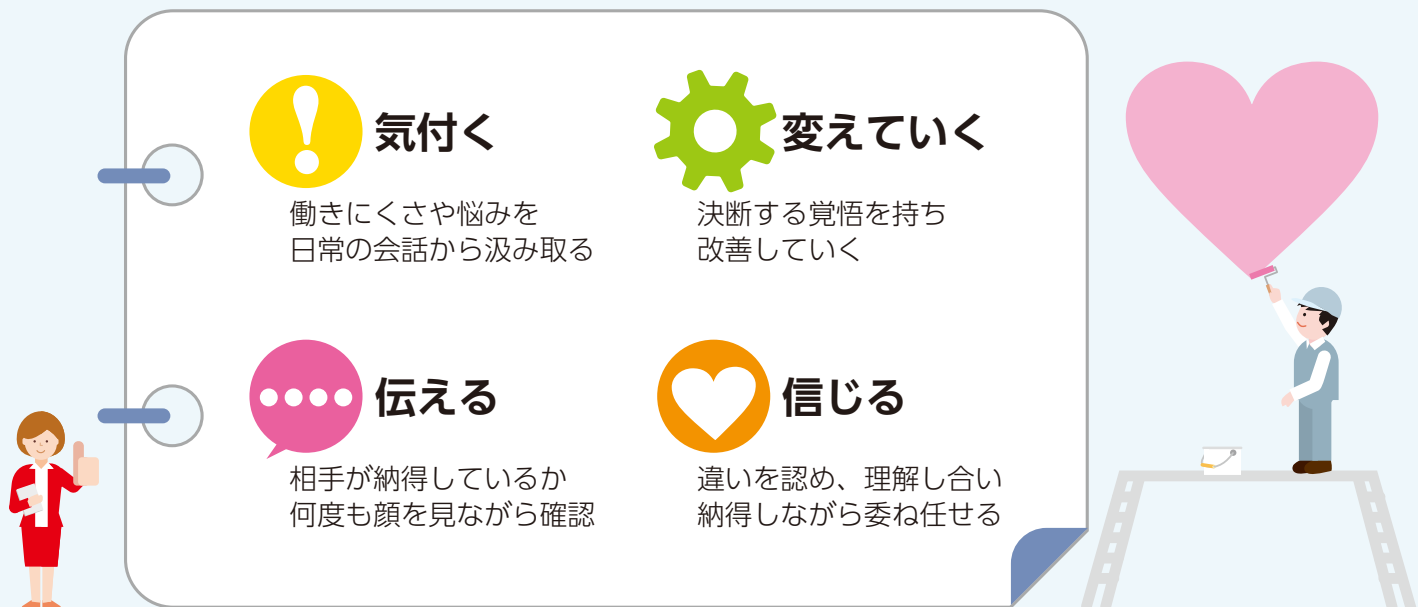 気付く
働きにくさや悩みを
日常の会話から汲み取る
変えていく
決断する覚悟を持ち
改善していく
伝える
相手が納得しているか
何度も顔を見ながら確認
信じる
違いを認め、理解し合い
納得しながら委ね任せる